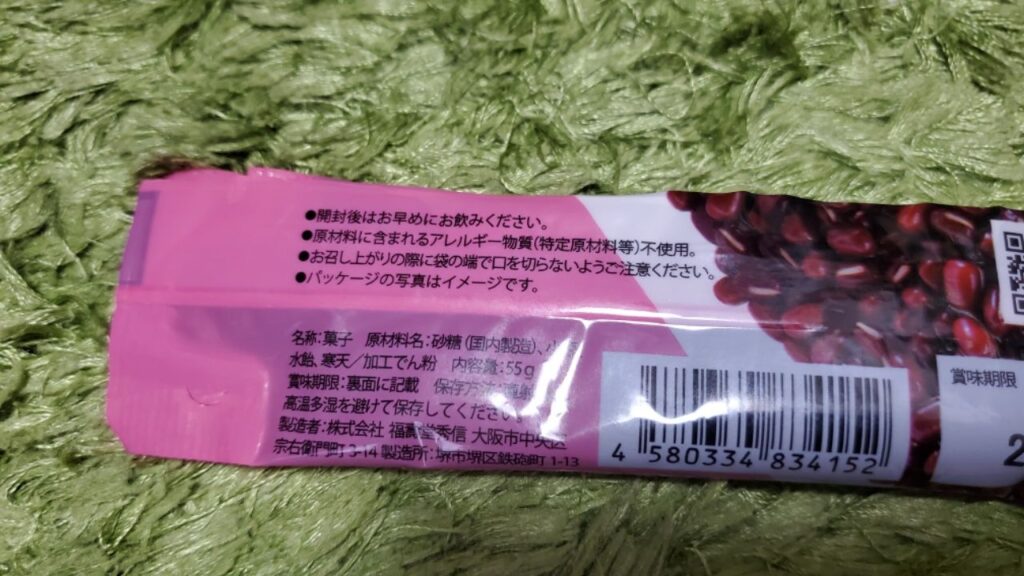 ●開封後はお早めにお飲みください。
●原材料に含まれるアレルギー物質(特定原材料等)不使用。
●お召し上がりの際に袋の端で口を切らないようご注意ください。
●パッケージの写真はイメージです。
名称:菓子 原材料名:砂糖(国内製造)、小
水飴、寒天/加工でん粉 内容量:55g
賞味期限:裏面に記載 保存方法:直射
高温多湿を避けて保存してください。
製造者:株式会社 福壽堂秀信 大阪市中央区
宗右衛門町 3-14 製造所:堺市堺区鉄砲町 1-13
4 580334 834152
賞味期限
2